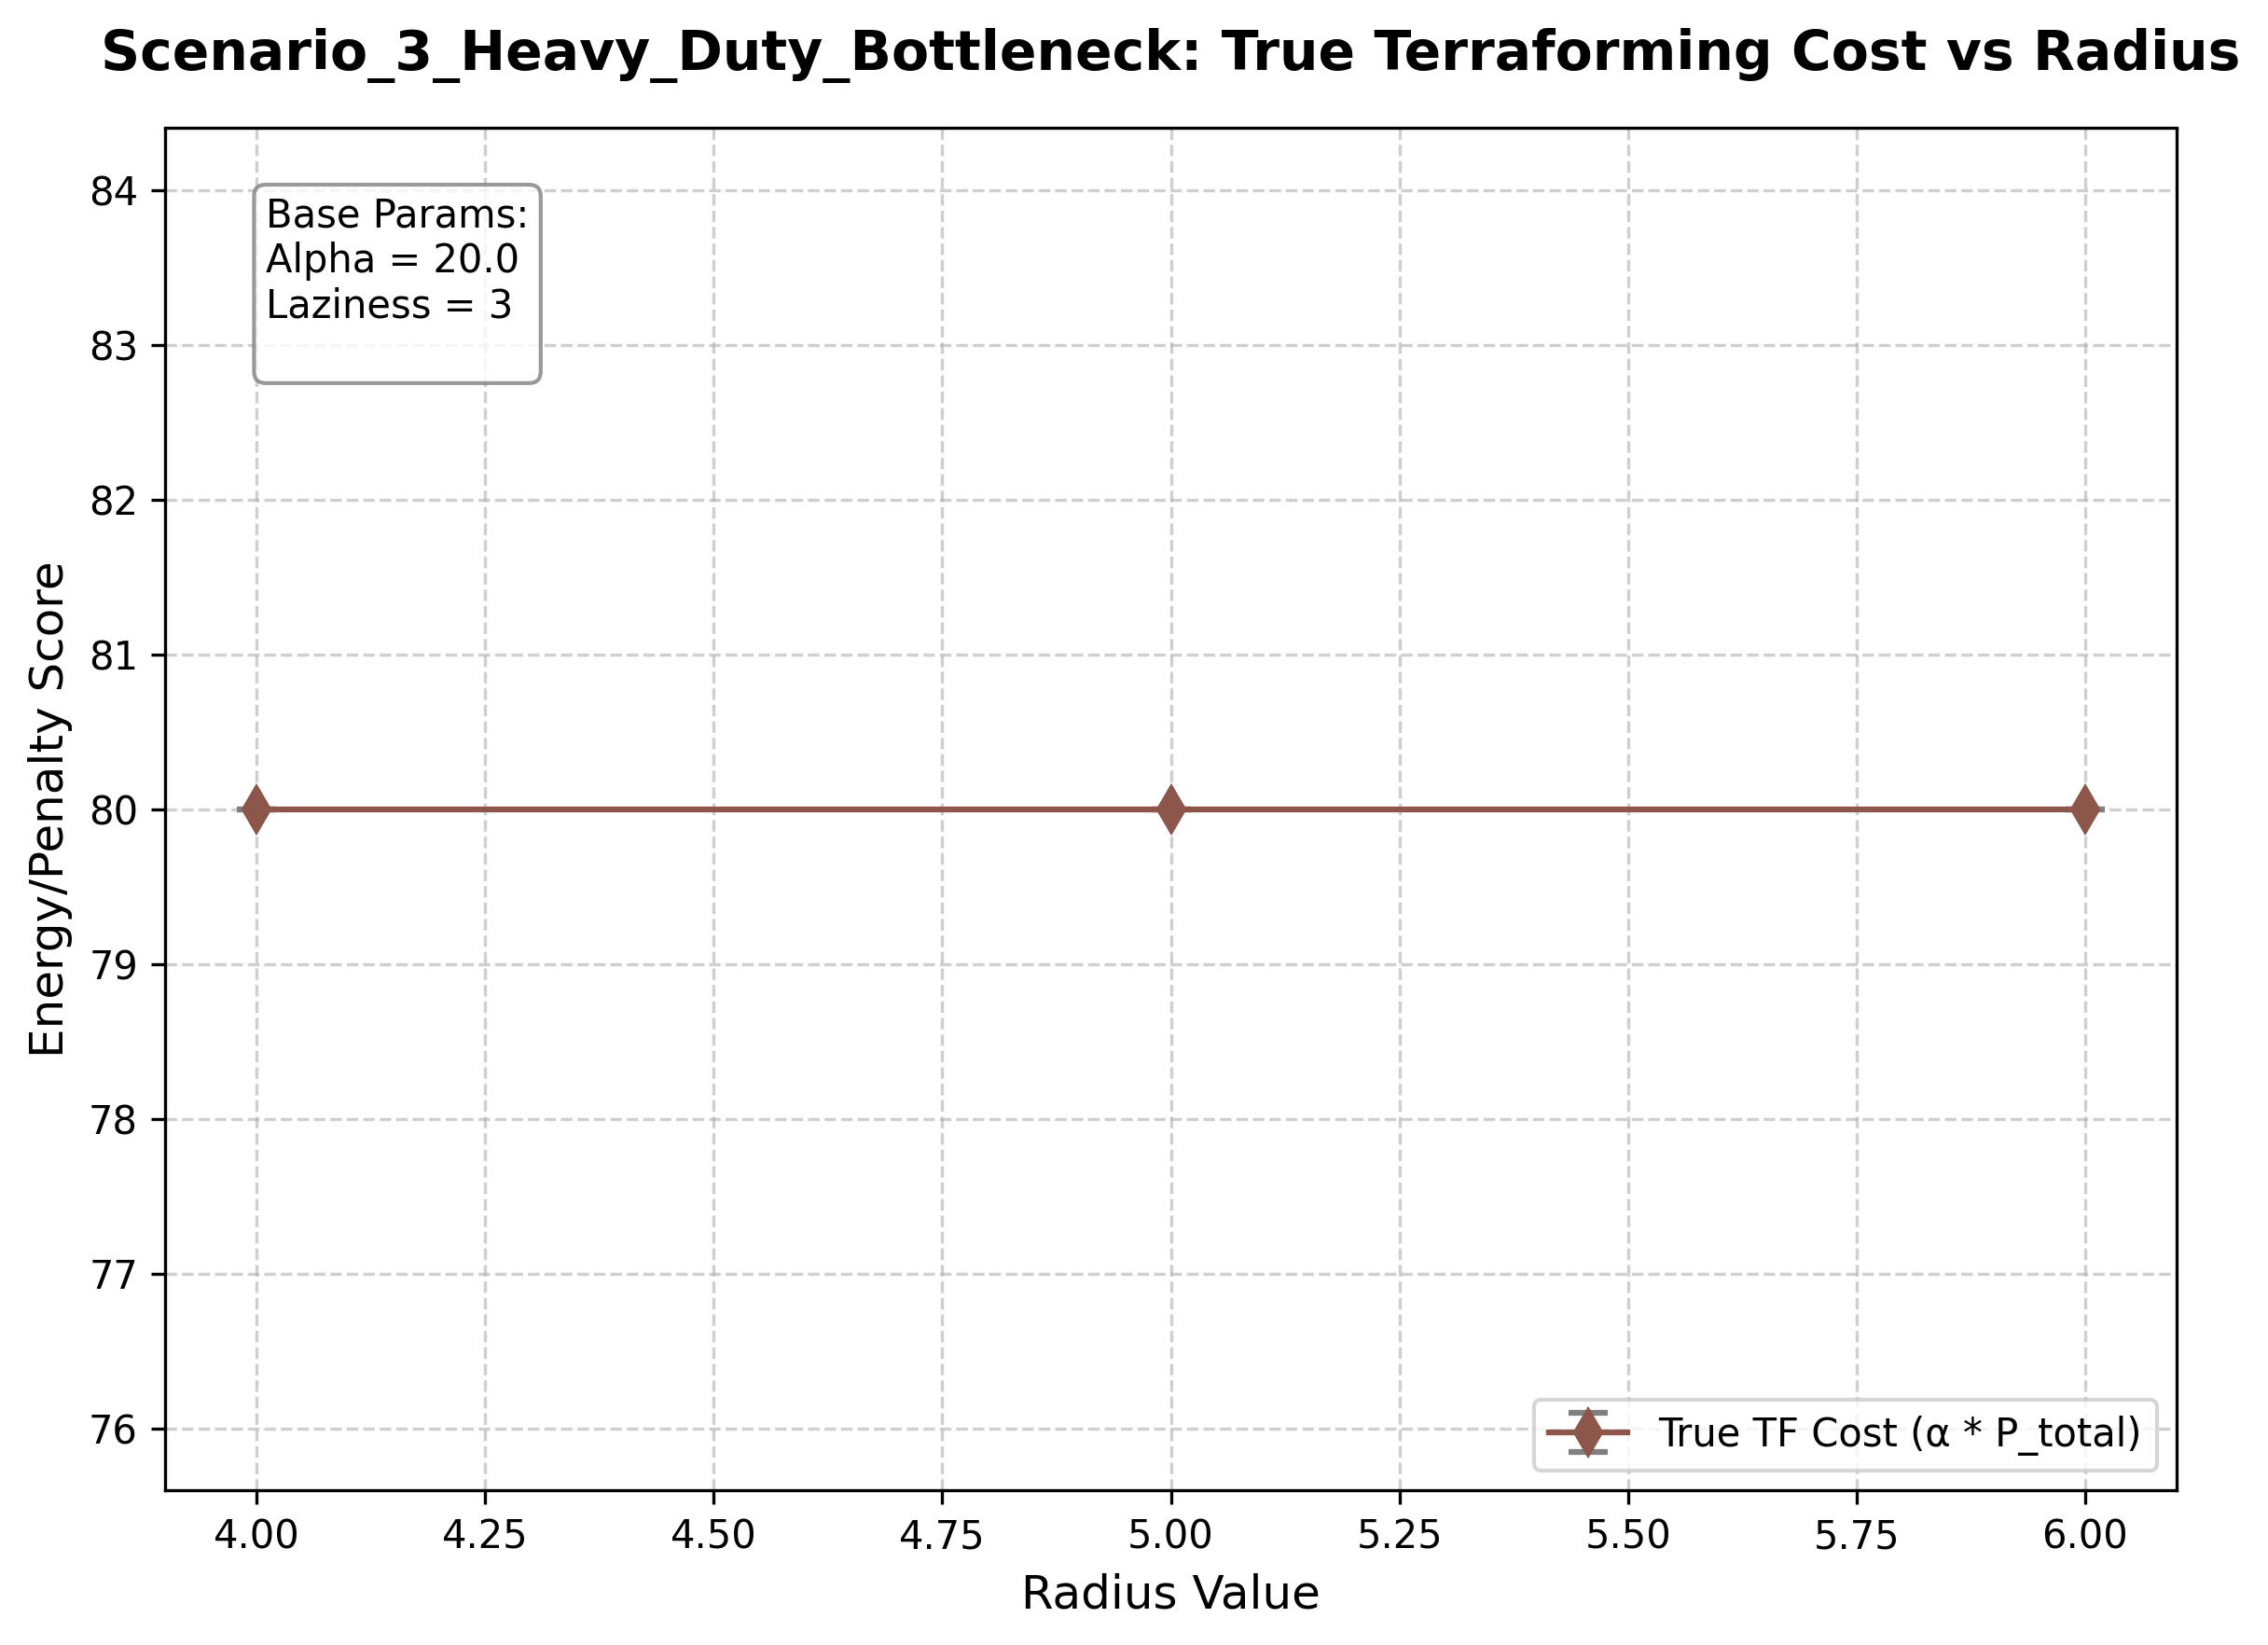 Scenario_3_Heavy_Duty_Bottleneck: True Terraforming Cost vs Radius
Base Params:
Alpha = 20.0
Laziness = 3
Energy/Penalty Score
84
83
82
81
80
79
78
77
76
True TF Cost (α * P_total)
4.00 4.25 4.50 4.75 5.00 5.25 5.50 5.75 6.00
Radius Value